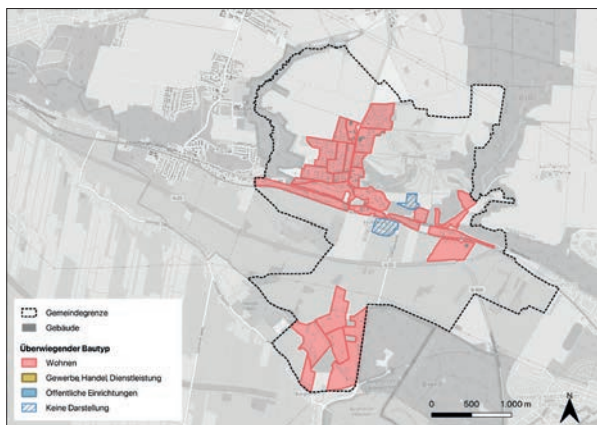 Gemeindegrenze
Gebäude
Überwiegender Bautyp
Wohnen
Gewerbe, Handel, Dienstleistung
Öffentliche Einrichtungen
Keine Darstellung
0 500 1.000 m
N